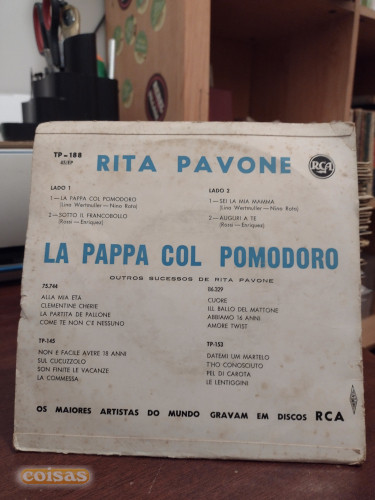 TP-188
45/EP
RITA PAVONE
RCA
LADO 1
1—LA PAPPA COL POMODORO
(Lina Wertmuller—Nino Rota)
2—SOTTO IL FRANCOBOLLO
(Rossi—Enriquez)
LADO 2
1—SEI LA MIA MAMMA
(Lina Wertmuller—Nino Rota)
2—AUGURI A TE
(Rossi—Enriquez)
LA PAPPA COL POMODORO
OUTROS SUCESSOS DE RITA PAVONE
75.744
ALLA MIA ETA
CLEMENTINE CHERIE
LA PARTITA DE PALLONE
COME TE NON C'E NESSUNO
116.329
CUORE
ILL BALLO DEL MATTONE
ABBIAMO 16 ANNI
AMORE TWIST
TP-145
NON E FACILE AVERE 18 ANNI
SUL CUCUZZOLO
SON FINITE LE VACANZE
LA COMMESSA
TP-153
DATEMI UM MARTELO
T'HO CONOSCIUTO
PEL DI CAROTA
LE LENTIGGINI
OS MAIORES ARTISTAS DO MUNDO GRAVAM EM DISCOS RCA
coisas